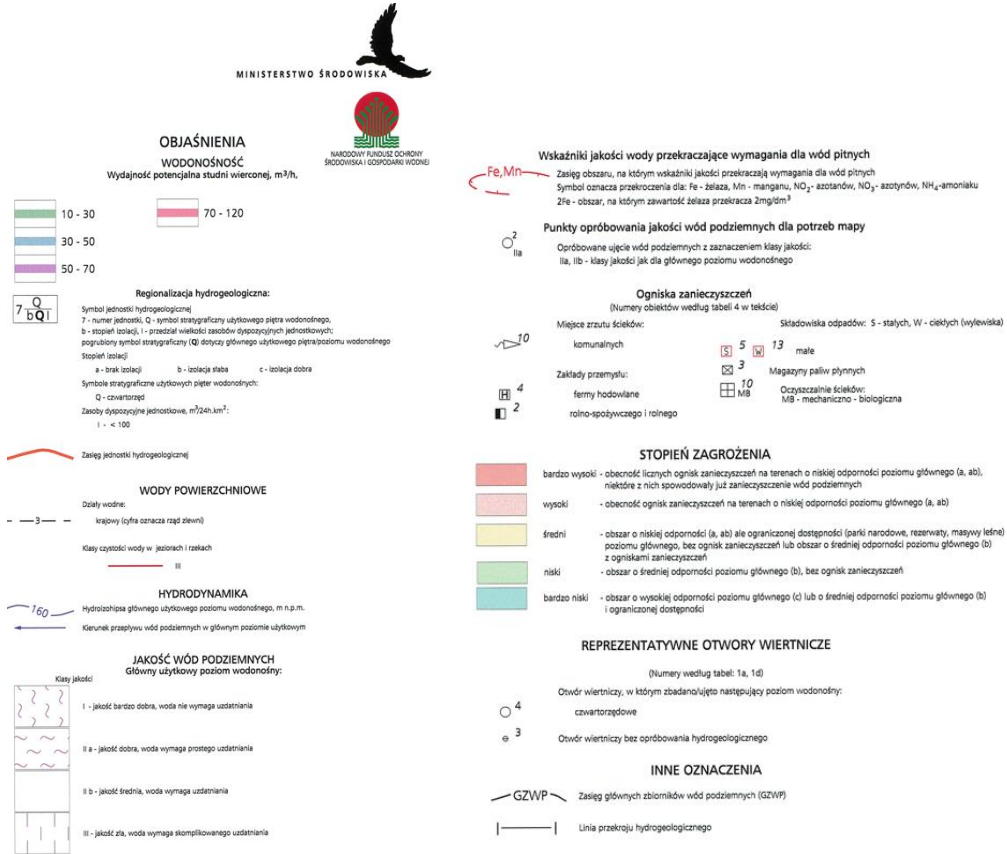 MINISTERSTWO ŚRODOWISKA
NARODOWY FUNDUSZ OCHRONY
ŚRODOWISKA I GOSPODARKI WODNEJ
OBJAŚNIENIA
WODONOŚNOŚĆ
Wydajność potencjalna studni wierconej, m³/h,
10 - 30
70 - 120
30 - 50
50 - 70
Regionalizacja hydrogeologiczna:
7 Q
bQI
Symbol jednostki hydrogeologicznej
7 - numer jednostki, Q - symbol stratygraficzny użytkowego piętra wodonośnego,
b - stopień izolacji, I - przedział wielkości zasobów dyspozycyjnych jednostkowych;
pogrubiony symbol stratygraficzny (Q) dotyczy głównego użytkowego piętra/poziomu wodonośnego
Stopień izolacji
a - brak izolacji b - izolacja słaba c - izolacja dobra
Symbole stratygraficzne użytkowych pięter wodonośnych:
Q - czwartorzęd
Zasoby dyspozycyjne jednostkowe, m³/24h.km²:
I - < 100
Zasięg jednostki hydrogeologicznej
WODY POWIERZCHNIOWE
Działy wodne:
3
krajowy (cyfra oznacza rząd zlewni)
Klasy czystości wody w jeziorach i rzekach
III
HYDRODYNAMIKA
160
Hydroizohipsa głównego użytkowego poziomu wodonośnego, m n.p.m.
Kierunek przepływu wód podziemnych w głównym poziomie użytkowym
JAKOŚĆ WÓD PODZIEMNYCH
Główny użytkowy poziom wodonośny:
Klasy jakości
I - jakość bardzo dobra, woda nie wymaga uzdatniania
II a - jakość dobra, woda wymaga prostego uzdatniania
II b - jakość średnia, woda wymaga uzdatniania
III - jakość zła, woda wymaga skomplikowanego uzdatniania
Wskaźniki jakości wody przekraczające wymagania dla wód pitnych
Fe,Mn
Zasięg obszaru, na którym wskaźniki jakości przekraczają wymagania dla wód pitnych
Symbol oznacza przekroczenia dla: Fe - żelaza, Mn - manganu, NO₂- azotanów, NO₃- azotynów, NH₄-amoniaku
2Fe - obszar, na którym zawartość żelaza przekracza 2mg/dm³
Punkty opróbowania jakości wód podziemnych dla potrzeb mapy
2
IIa
Opróbowane ujęcie wód podziemnych z zaznaczeniem klasy jakości:
IIa, IIb - klasy jakości jak dla głównego poziomu wodonośnego
Ogniska zanieczyszczeń
(Numery obiektów według tabeli 4 w tekście)
Miejsce zrzutu ścieków:
10
komunalnych
Zakłady przemysłu:
H 4
fermy hodowlane
2
rolno-spożywczego i rolnego
Składowiska odpadów: S - stałych, W - ciekłych (wylewiska)
S 5 W 13 małe
3 Magazyny paliw płynnych
10
MB
Oczyszczalnie ścieków:
MB - mechaniczno - biologiczna
STOPIEŃ ZAGROŻENIA
bardzo wysoki - obecność licznych ognisk zanieczyszczeń na terenach o niskiej odporności poziomu głównego (a, ab),
niektóre z nich spowodowały już zanieczyszczenie wód podziemnych
wysoki - obecność ognisk zanieczyszczeń na terenach o niskiej odporności poziomu głównego (a, ab)
średni - obszar o niskiej odporności (a, ab) ale ograniczonej dostępności (parki narodowe, rezerwaty, masywy leśne)
poziomu głównego, bez ognisk zanieczyszczeń lub obszar o średniej odporności poziomu głównego (b)
z ogniskami zanieczyszczeń
niski - obszar o średniej odporności poziomu głównego (b), bez ognisk zanieczyszczeń
bardzo niski - obszar o wysokiej odporności poziomu głównego (c) lub o średniej odporności poziomu głównego (b)
i ograniczonej dostępności
REPREZENTATYWNE OTWORY WIERTNICZE
(Numery według tabel: 1a, 1d)
Otwór wiertniczy, w którym zbadano/ujęto następujący poziom wodonośny:
4
czwartorzędowe
3
Otwór wiertniczy bez opróbowania hydrogeologicznego
INNE OZNACZENIA
GZWP
Zasięg głównych zbiorników wód podziemnych (GZWP)
Linia przekroju hydrogeologicznego